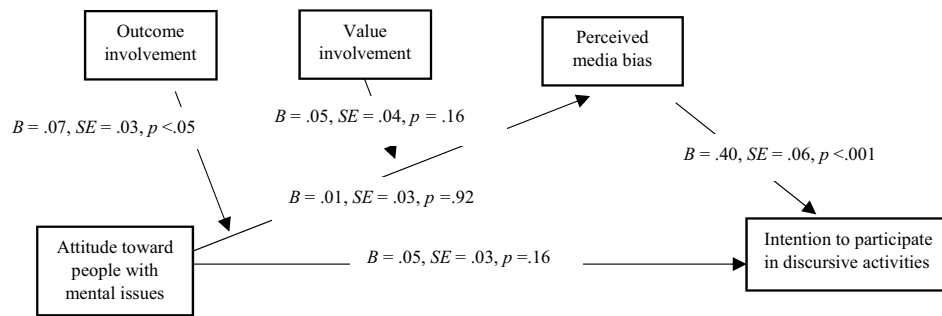 Outcome
involvement
Value
involvement
Perceived
media bias
B = .07, SE = .03, p <.05
B = .05, SE = .04, p = .16
B = .40, SE = .06, p <.001
B = .01, SE = .03, p =.92
Attitude toward
people with
mental issues
B = .05, SE = .03, p =.16
Intention to participate
in discursive activities